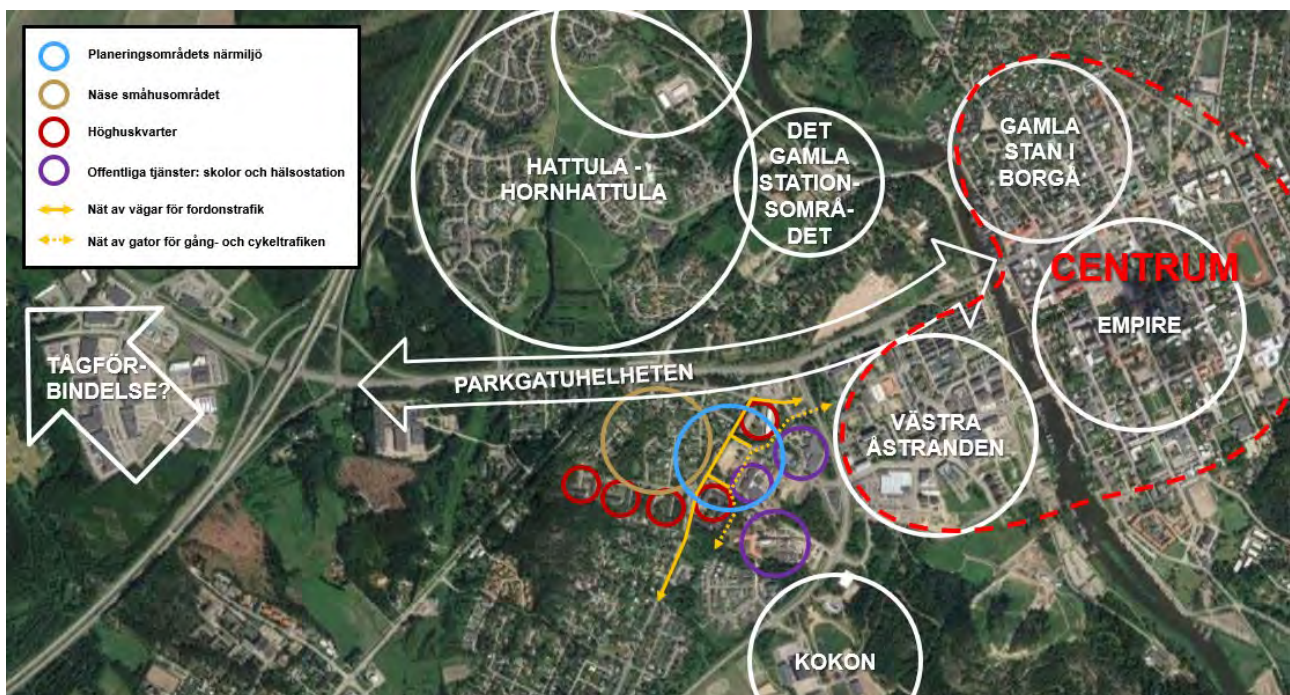 Planeringsområdets närmiljö
Näse småhusområdet
Höghuskvarter
Offentliga tjänster: skolor och hälsostation
Nät av vägar för fordonstrafik
Nät av gator för gång- och cykeltrafiken
HATTULA -
HORNHATTULA
DET
GAMLA
STATION-
SOMRÅ-
DET
GAMLA
STAN I
BORGÅ
CENTRUM
EMPIRE
TÅGFÖR-
BINDELSE?
PARKGATUHELHETEN
VÄSTRA
ÅSTRANDEN
KOKON